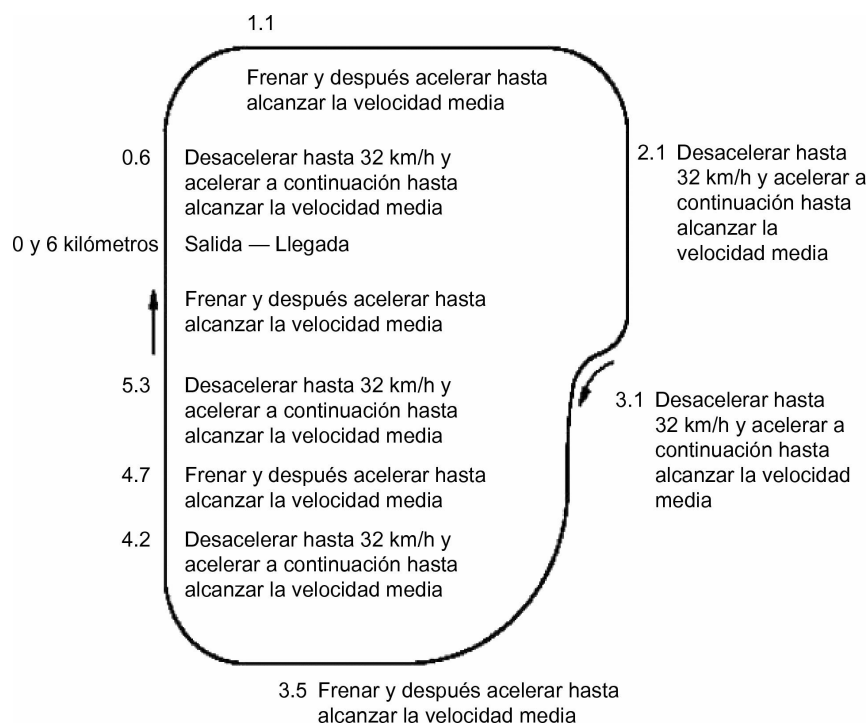 1.1
Frenar y después acelerar hasta
alcanzar la velocidad media
0.6 Desacelerar hasta 32 km/h y
acelerar a continuación hasta
alcanzar la velocidad media
2.1 Desacelerar hasta
32 km/h y acelerar a
continuación hasta
alcanzar la
velocidad media
0 y 6 kilómetros Salida — Llegada
Frenar y después acelerar hasta
alcanzar la velocidad media
5.3 Desacelerar hasta 32 km/h y
acelerar a continuación hasta
alcanzar la velocidad media
3.1 Desacelerar hasta
32 km/h y acelerar a
continuación hasta
alcanzar la velocidad
media
4.7 Frenar y después acelerar hasta
alcanzar la velocidad media
4.2 Desacelerar hasta 32 km/h y
acelerar a continuación hasta
alcanzar la velocidad media
3.5 Frenar y después acelerar hasta
alcanzar la velocidad media